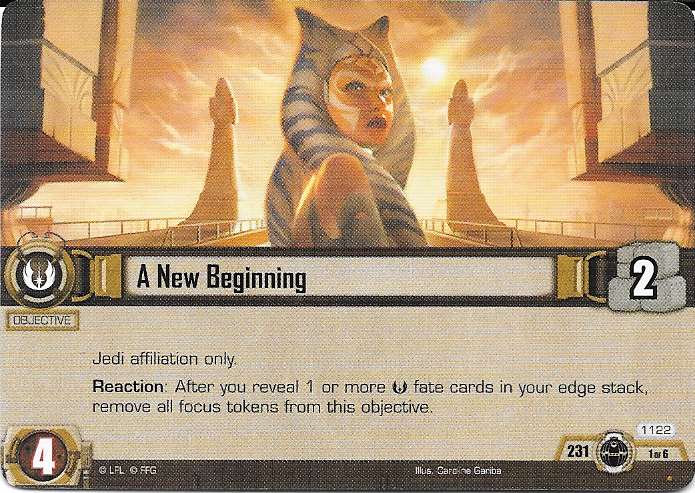 A New Beginning
2
OBJECTIVE
Jedi affiliation only.
Reaction: After you reveal 1 or more fate cards in your edge stack,
remove all focus tokens from this objective.
4
© LFL © FFG
Illus. Caroline Gariba
1122
231
1 OF 6